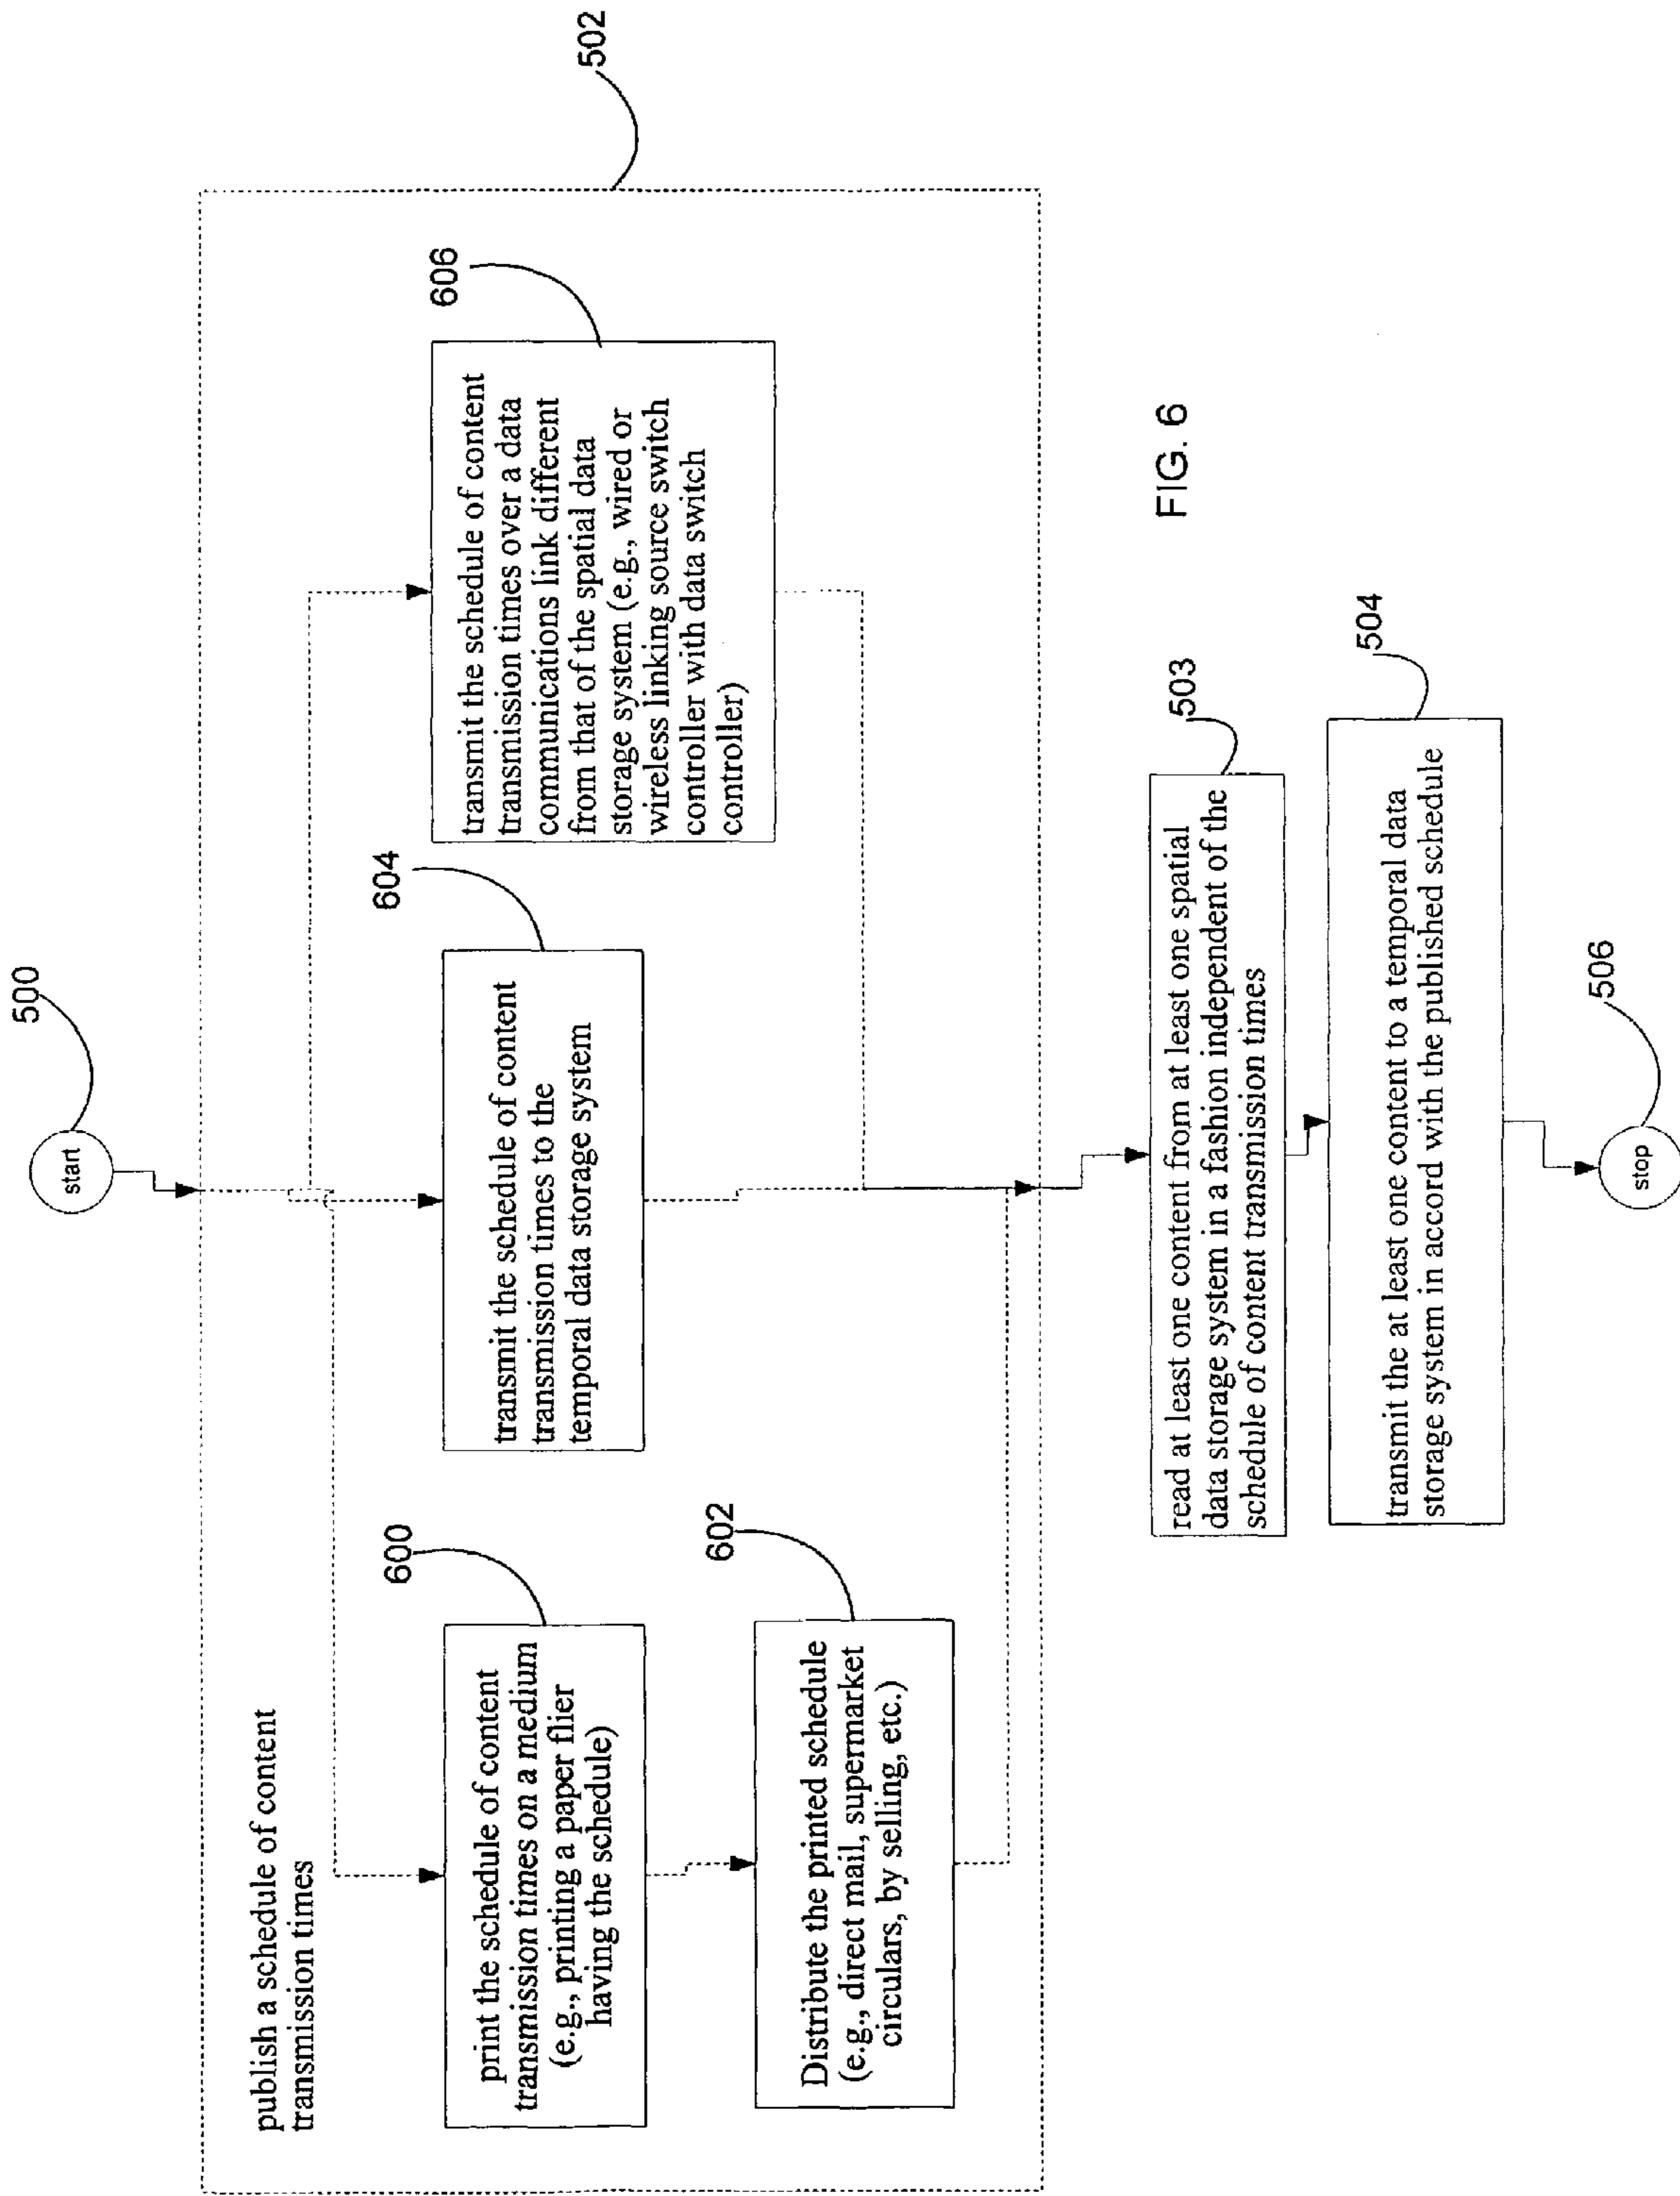 500
start
502
publish a schedule of content
transmission times
600
print the schedule of content
transmission times on a medium
(e.g., printing a paper flier
having the schedule)
602
Distribute the printed schedule
(e.g., direct mail, supermarket
circulars, by selling, etc.)
604
transmit the schedule of content
transmission times to the
temporal data storage system
606
transmit the schedule of content
transmission times over a data
communications link different
from that of the spatial data
storage system (e.g., wired or
wireless linking source switch
controller with data switch
controller)
503
read at least one content from at least one spatial
data storage system in a fashion independent of the
schedule of content transmission times
504
transmit the at least one content to a temporal data
storage system in accord with the published schedule
506
stop
FIG. 6